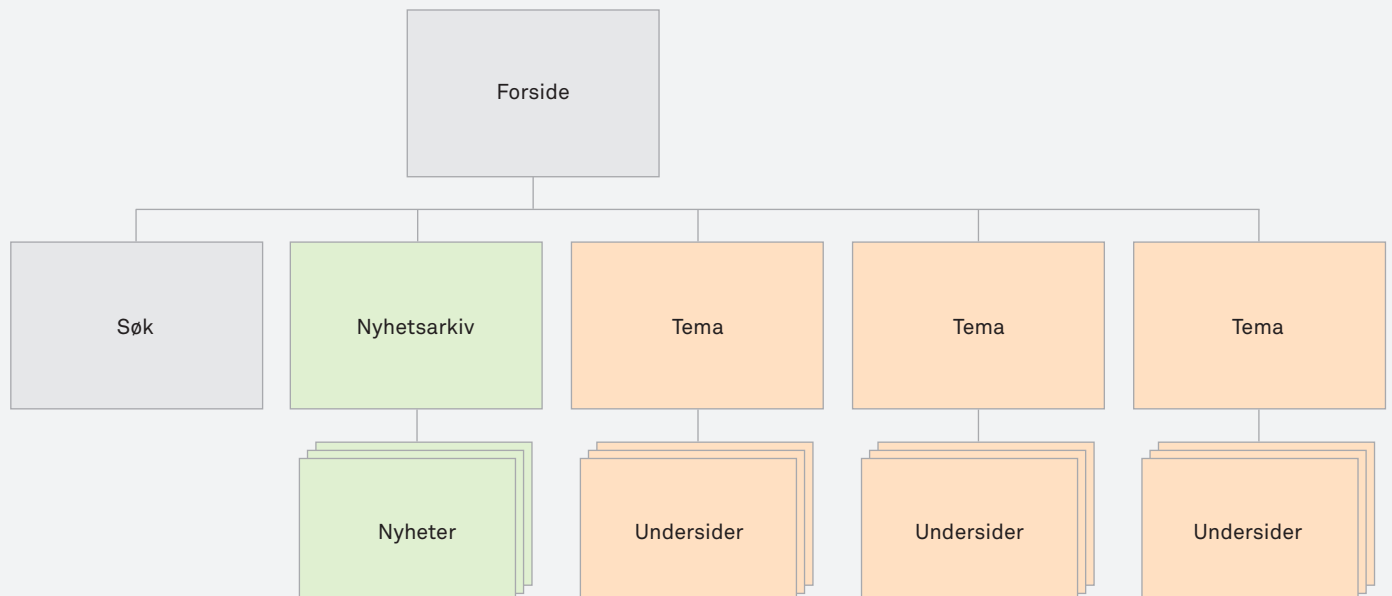 Forside
Søk
Nyhetsarkiv
Tema
Tema
Tema
Nyheter
Undersider
Undersider
Undersider